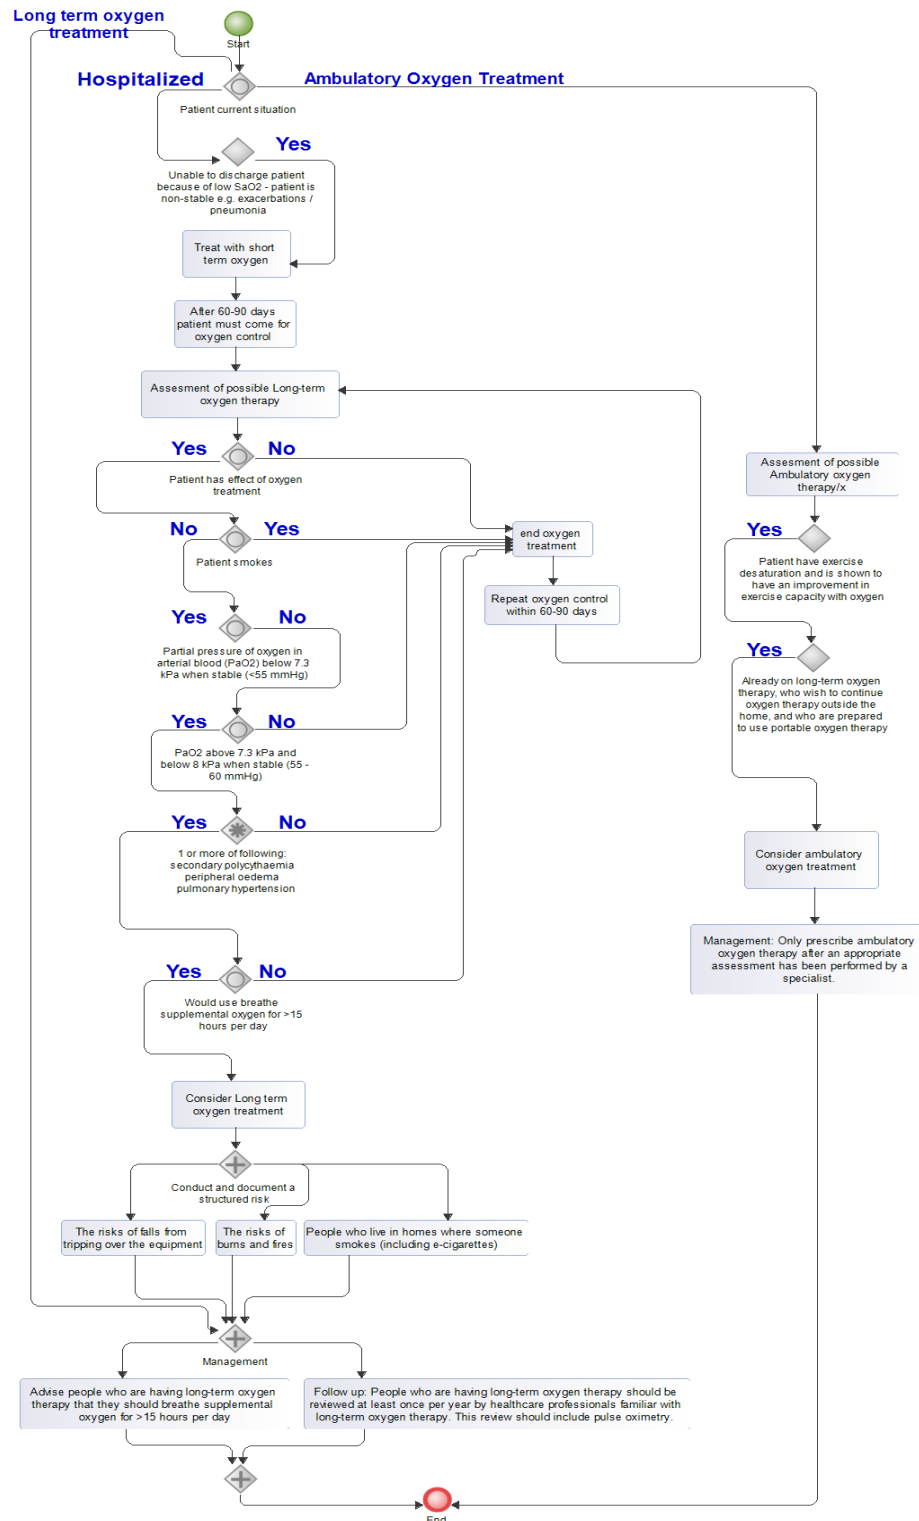 Long term oxygen
treatment
Start
Hospitalized
Ambulatory Oxygen Treatment
Patient current situation
Yes
Unable to discharge patient
because of low SaO2 - patient is
non-stable e.g. exacerbations /
pneumonia
Treat with short
term oxygen
After 60-90 days
patient must come for
oxygen control
Assesment of possible Long-term
oxygen therapy
Yes
No
Patient has effect of oxygen
treatment
No
Yes
Patient smokes
end oxygen
treatment
Repeat oxygen control
within 60-90 days
Yes
No
Partial pressure of oxygen in
arterial blood (PaO2) below 7.3
kPa when stable (<55 mmHg)
Yes
No
PaO2 above 7.3 kPa and
below 8 kPa when stable (55 -
60 mmHg)
Yes
No
1 or more of following:
secondary polycythaemia
peripheral oedema
pulmonary hypertension
Yes
No
Would use breathe
supplemental oxygen for >15
hours per day
Consider Long term
oxygen treatment
Conduct and document a
structured risk
The risks of falls from
tripping over the equipment
The risks of
burns and fires
People who live in homes where someone
smokes (including e-cigarettes)
Management
Advise people who are having long-term oxygen
therapy that they should breathe supplemental
oxygen for >15 hours per day
Follow up: People who are having long-term oxygen therapy should be
reviewed at least once per year by healthcare professionals familiar with
long-term oxygen therapy. This review should include pulse oximetry.
Assesment of possible
Ambulatory oxygen
therapy/x
Yes
Patient have exercise
desaturation and is shown to
have an improvement in
exercise capacity with oxygen
Yes
Already on long-term oxygen
therapy, who wish to continue
oxygen therapy outside the
home, and who are prepared
to use portable oxygen therapy
Consider ambulatory
oxygen treatment
Management: Only prescribe ambulatory
oxygen therapy after an appropriate
assessment has been performed by a
specialist.
End